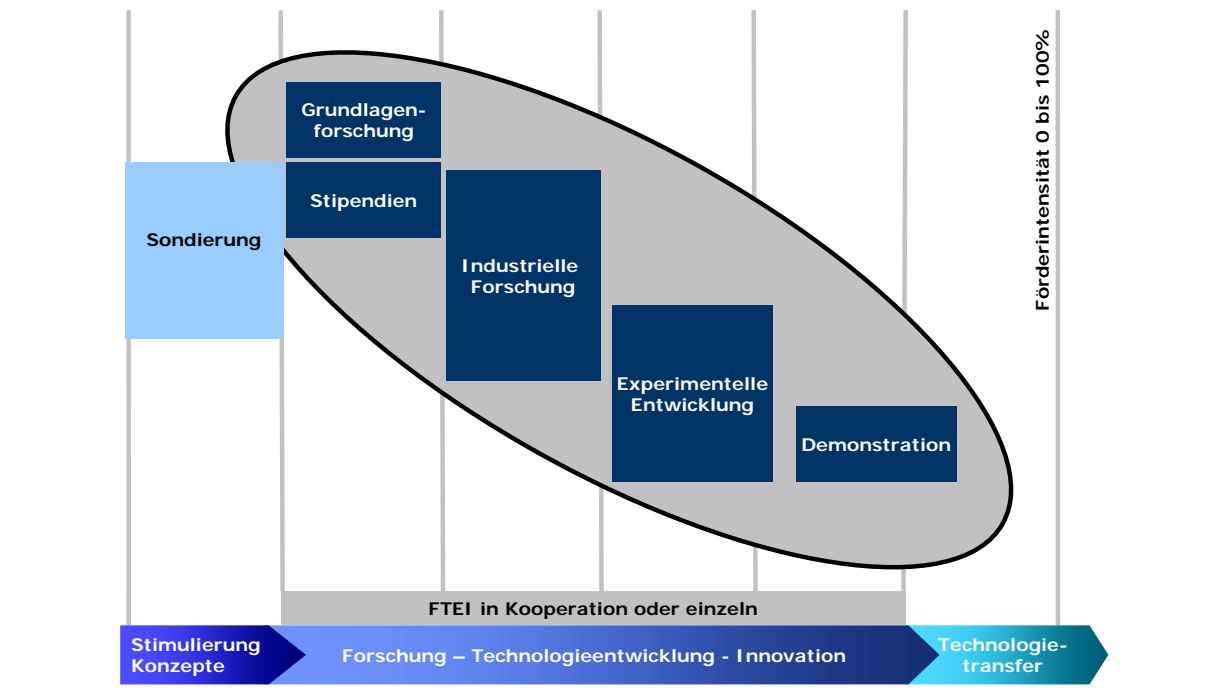 Grundlagen-
forschung
Stipendien
Sondierung
Industrielle
Forschung
Experimentelle
Entwicklung
Demonstration
Förderintensität 0 bis 100%
FTEI in Kooperation oder einzeln
Stimulierung
Konzepte
Forschung – Technologieentwicklung - Innovation
Technologie-
transfer